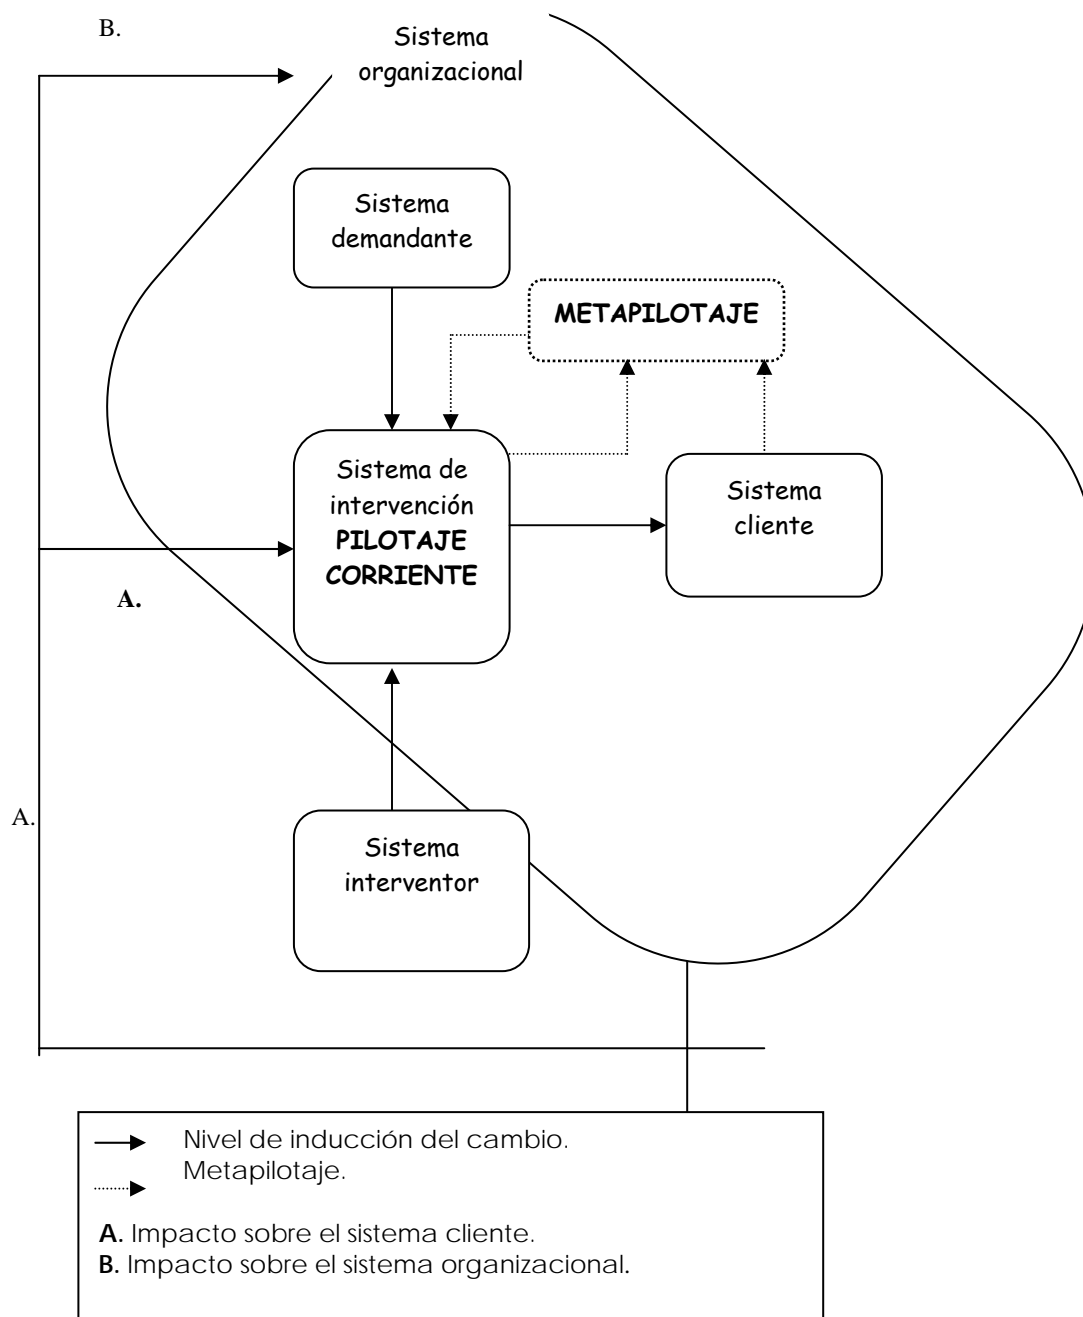 B.
Sistema
organizacional
Sistema
demandante
METAPILOTAJE
Sistema de
intervención
PILOTAJE
CORRIENTE
Sistema
cliente
A.
A.
Sistema
interventor
Nivel de inducción del cambio.
Metapilotaje.
A. Impacto sobre el sistema cliente.
B. Impacto sobre el sistema organizacional.